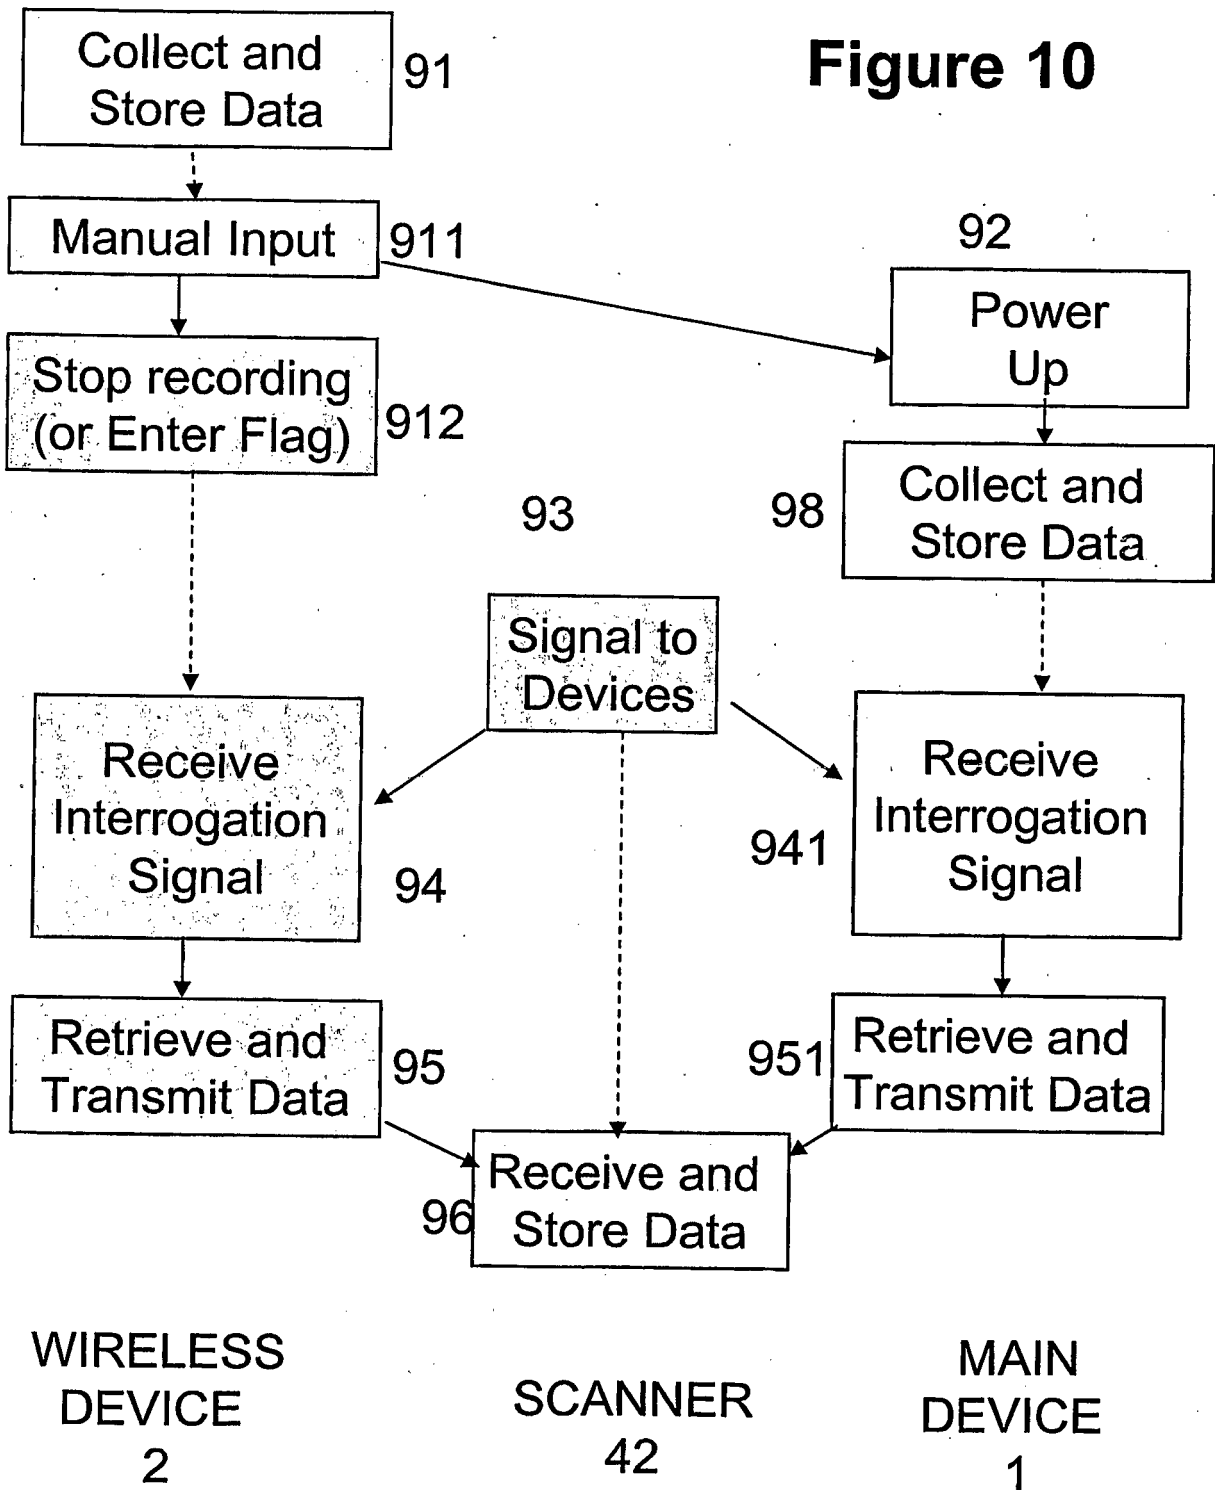 Figure 10
Collect and
Store Data
91
Manual Input
911
92
Power
Up
Stop recording
(or Enter Flag)
912
93
98
Collect and
Store Data
Signal to
Devices
Receive
Interrogation
Signal
94
941
Receive
Interrogation
Signal
Retrieve and
Transmit Data
95
951
Retrieve and
Transmit Data
96
Receive and
Store Data
WIRELESS
DEVICE
2
SCANNER
42
MAIN
DEVICE
1